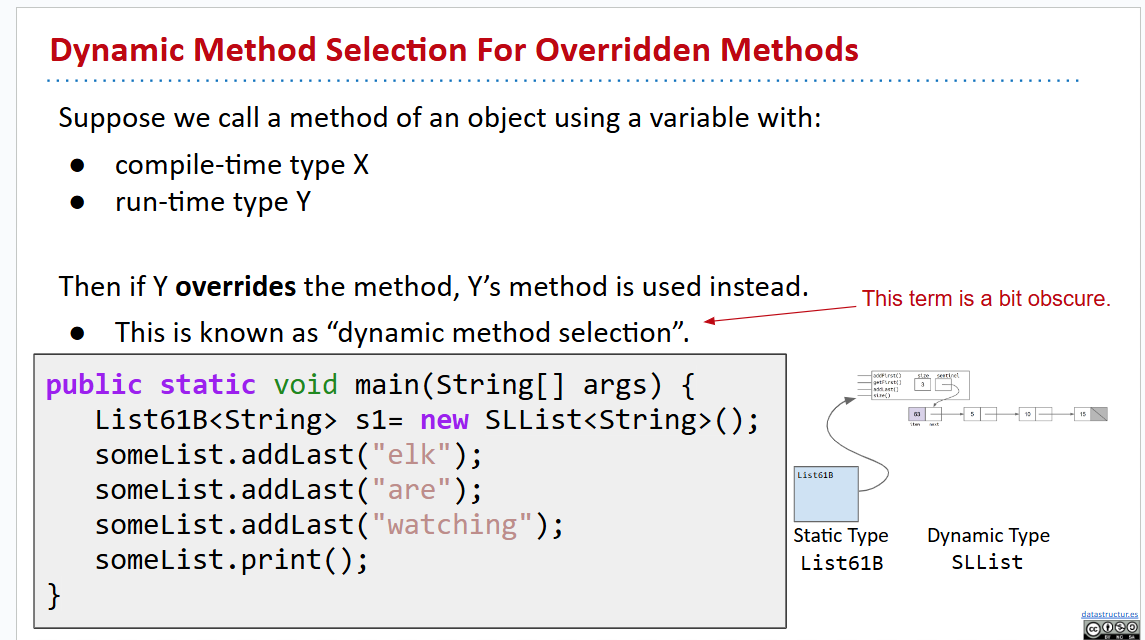 Dynamic Method Selection For Overridden Methods
Suppose we call a method of an object using a variable with:
● compile-time type X
● run-time type Y
Then if Y overrides the method, Y’s method is used instead.
This term is a bit obscure.
● This is known as “dynamic method selection”.
public static void main(String[] args) {
List61B<String> s1= new SLList<String>();
someList.addLast("elk");
someList.addLast("are");
someList.addLast("watching");
someList.print();
}
addFirst() size sentinel
getFirst() 3
addLast()
size()
63 5 10 15
item next
List61B
Static Type Dynamic Type
List61B SLList
datastructur.es
CC
BY NC SA